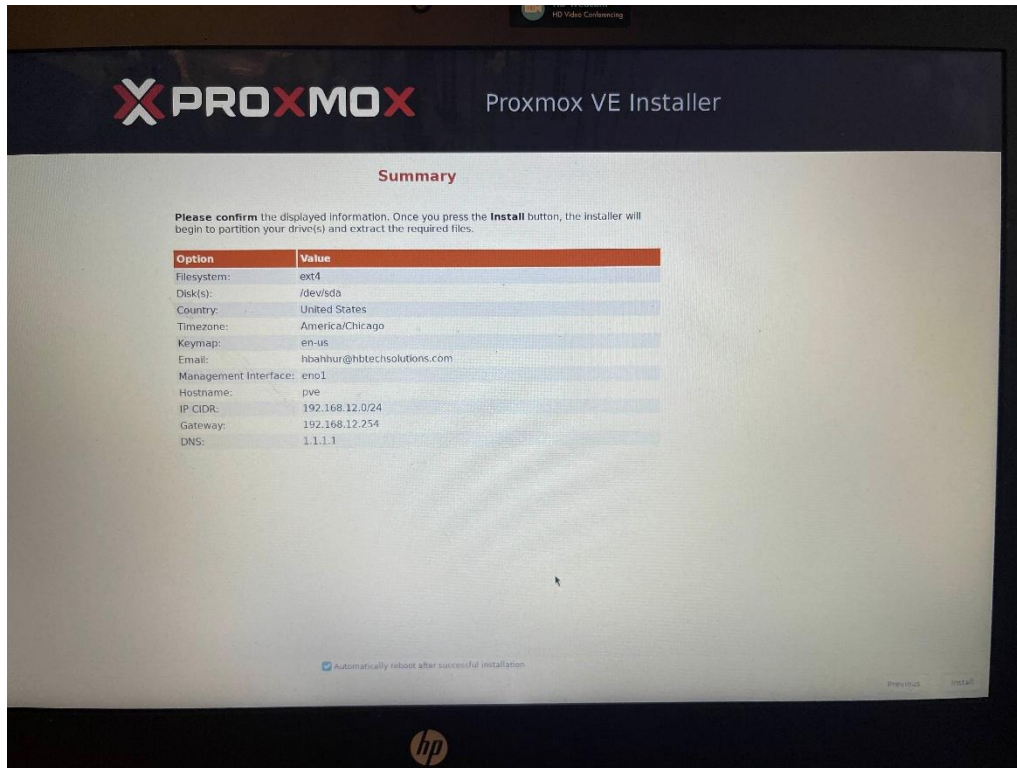 HD Video Conferencing
PROXMOX Proxmox VE Installer
Summary
Please confirm the displayed information. Once you press the Install button, the installer will
begin to partition your drive(s) and extract the required files.
Option Value
Filesystem: ext4
Disk(s): /dev/sda
Country: United States
Timezone: America/Chicago
Keymap: en-us
Email: hbahhur@hbtechsolutions.com
Management Interface: eno1
Hostname: pve
IP CIDR: 192.168.12.0/24
Gateway: 192.168.12.254
DNS: 1.1.1.1
Automatically reboot after successful installation
Previous Install
hp